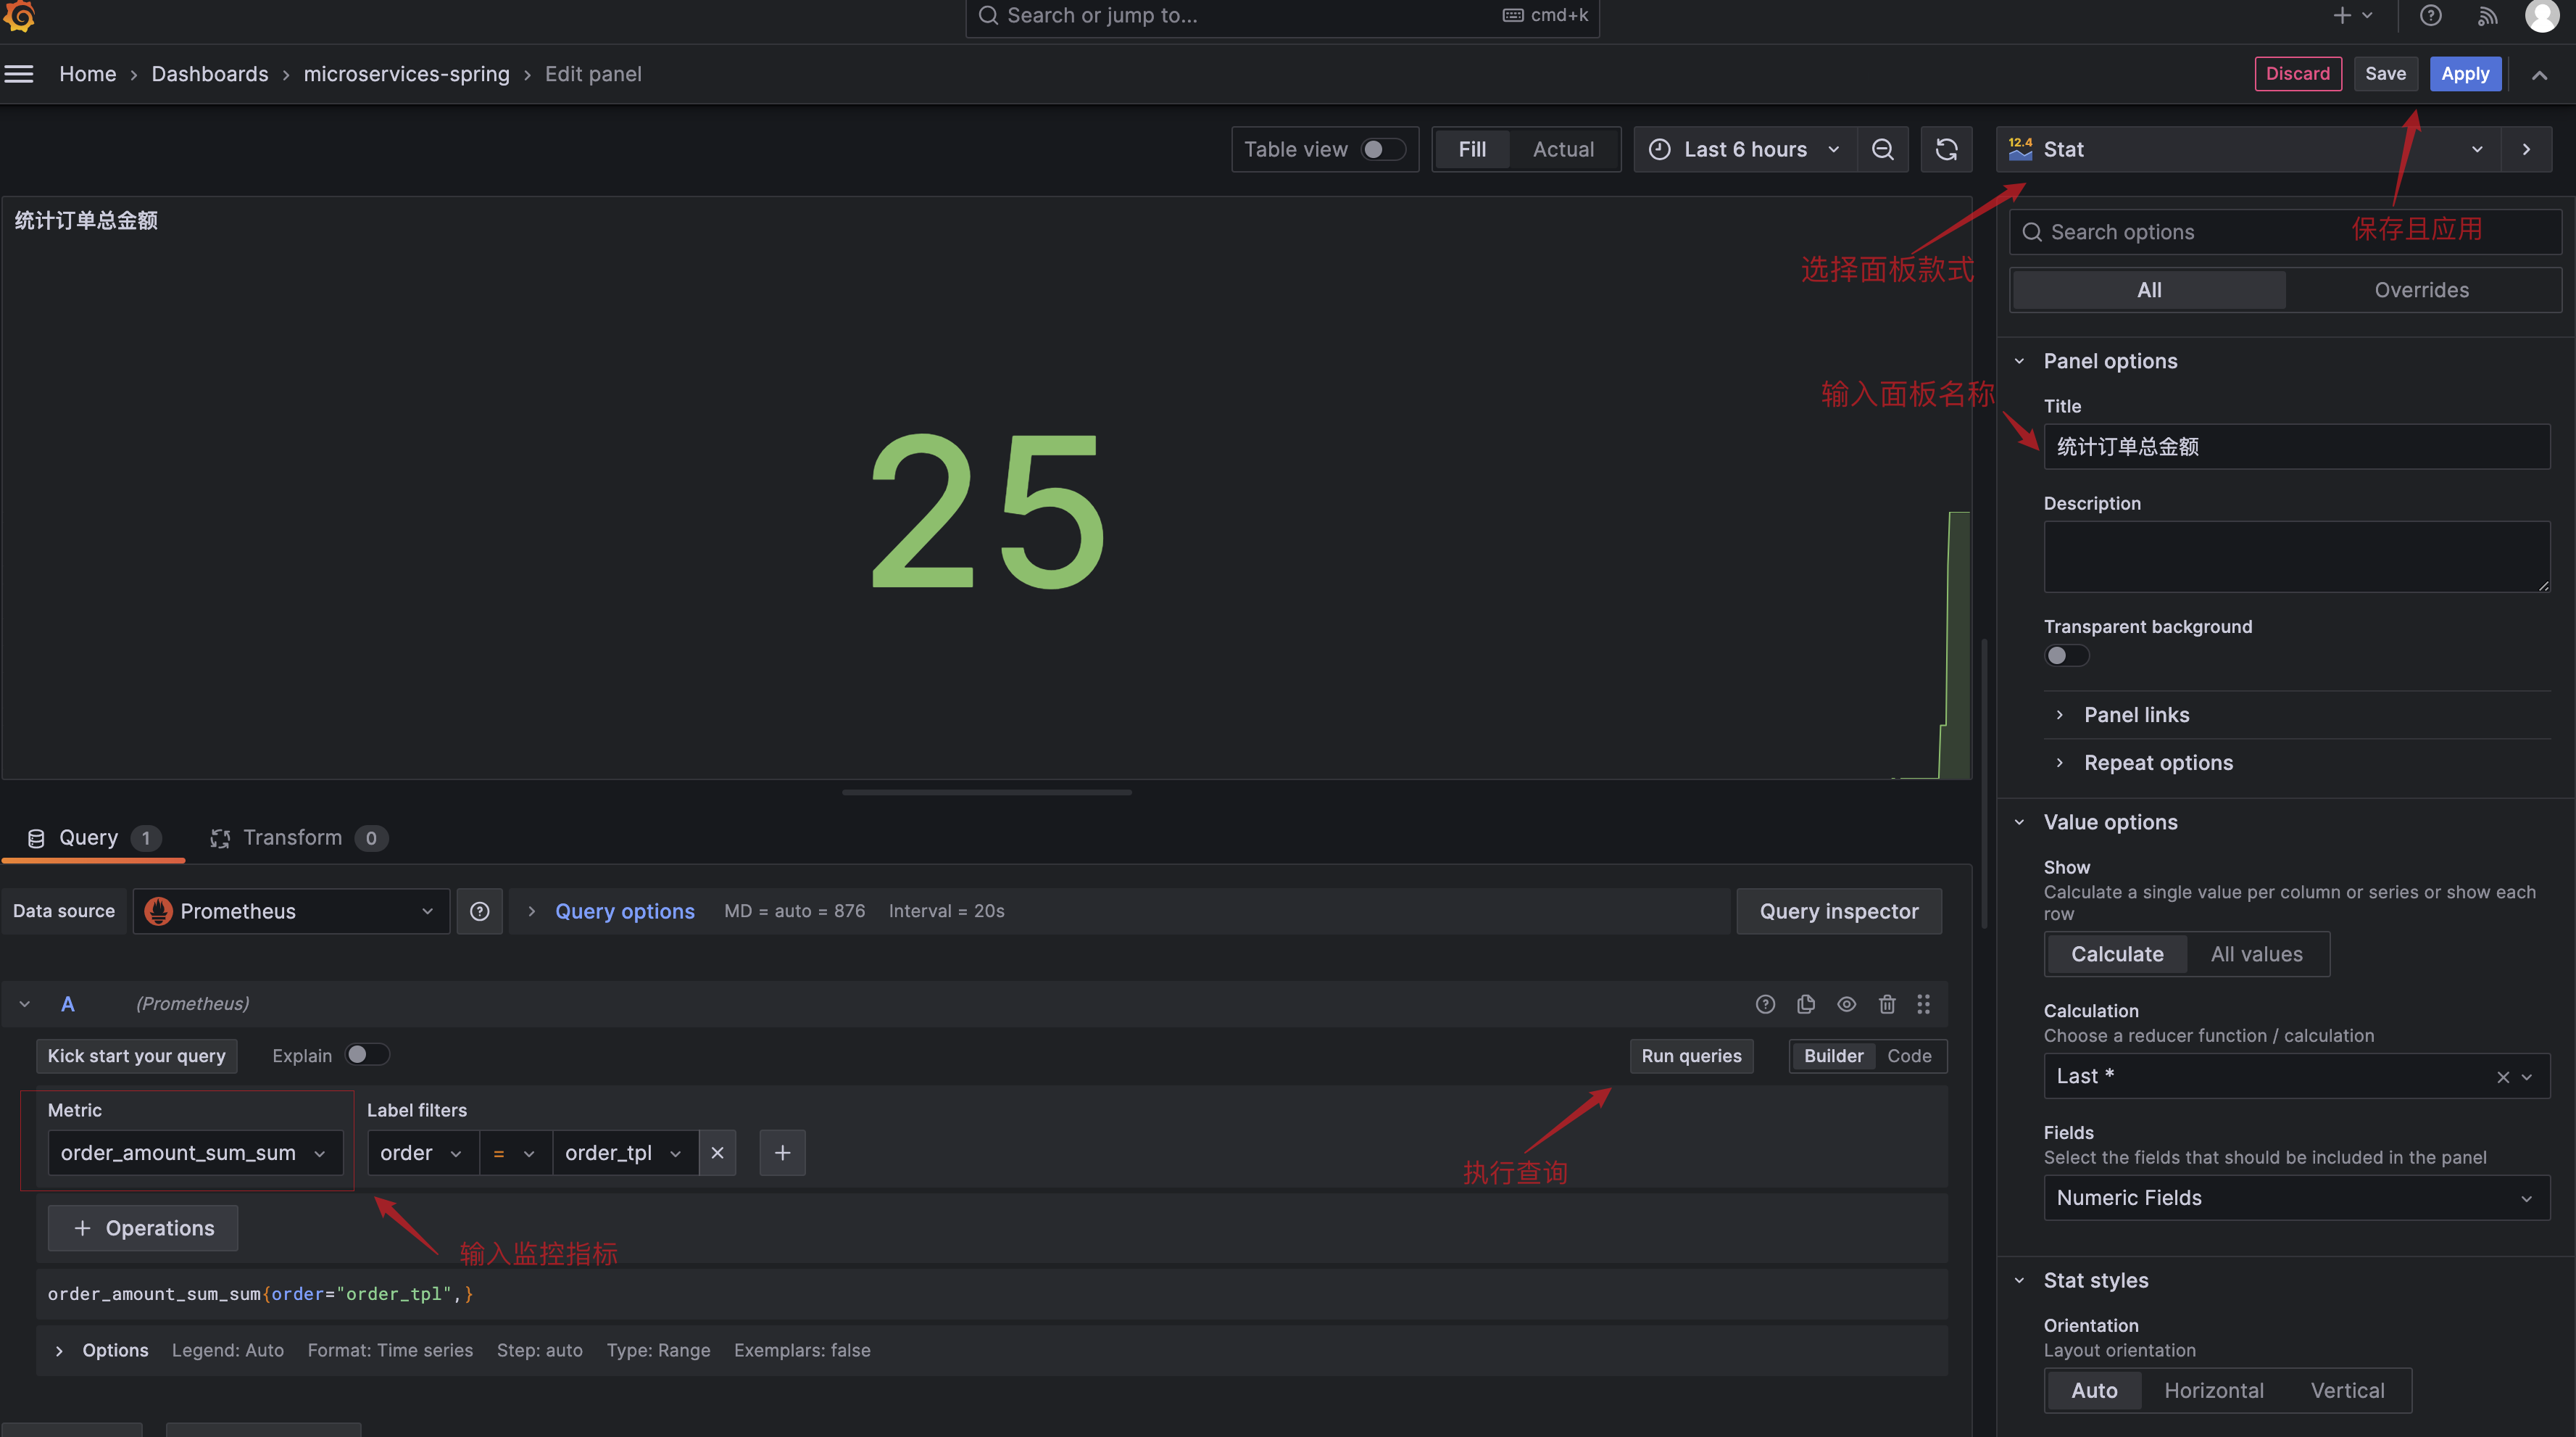 Search or jump to...
cmd+k
Home › Dashboards › microservices-spring › Edit panel
Discard
Save
Apply
Table view
Fill
Actual
Last 6 hours
12.4
Stat
统计订单总金额
保存且应用
选择面板款式
Search options
All
Overrides
25
Panel options
输入面板名称
Title
统计订单总金额
Description
Transparent background
Panel links
Repeat options
Query 1
Transform 0
Value options
Show
Calculate a single value per column or series or show each
row
Calculate
All values
Data source
Prometheus
Query options
MD = auto = 876
Interval = 20s
Query inspector
A
(Prometheus)
Calculation
Choose a reducer function / calculation
Last *
Kick start your query
Explain
Run queries
Builder
Code
Metric
Label filters
order_amount_sum_sum
order
=
order_tpl
执行查询
Fields
Select the fields that should be included in the panel
Numeric Fields
+ Operations
输入监控指标
order_amount_sum_sum{order="order_tpl",}
Stat styles
Orientation
Layout orientation
Auto
Horizontal
Vertical
Options
Legend: Auto
Format: Time series
Step: auto
Type: Range
Exemplars: false